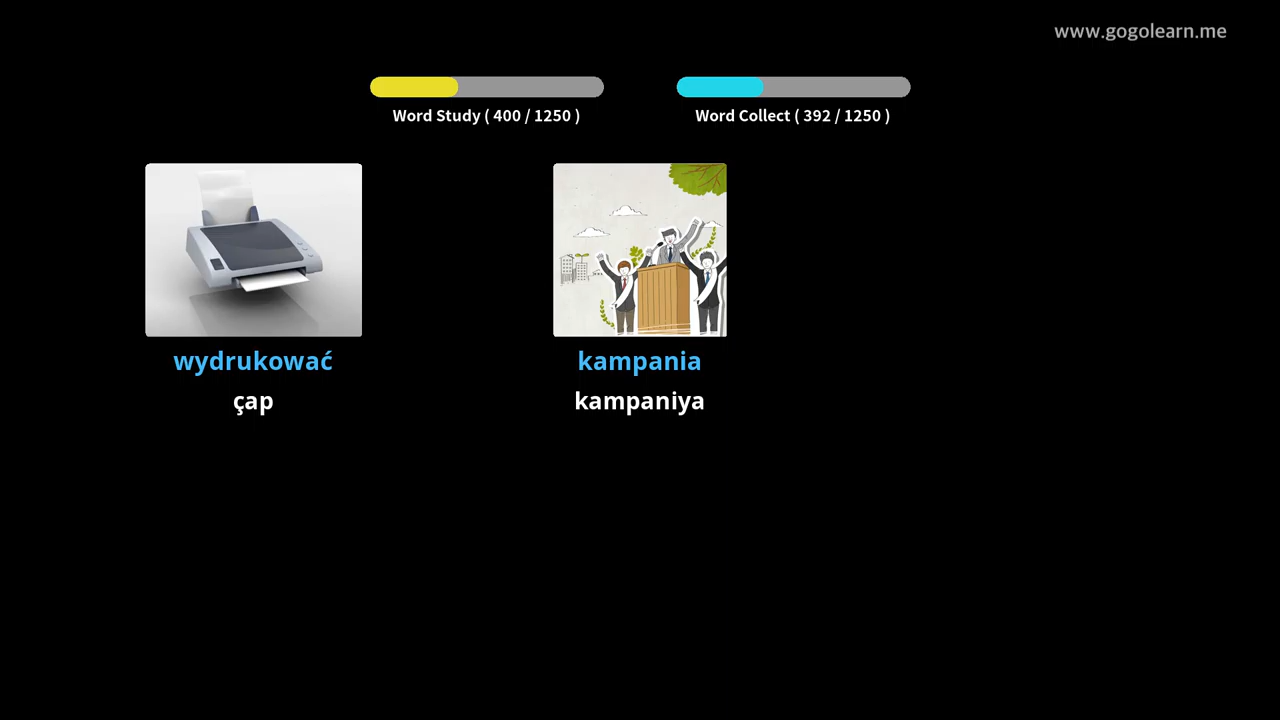 www.gogolearn.me
Word Study ( 400 / 1250 )
Word Collect ( 392 / 1250 )
wydrukować
çap
kampania
kampaniya